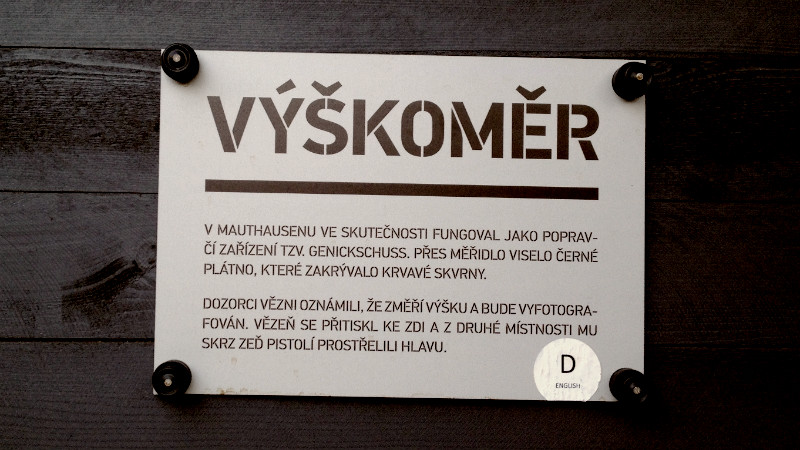 VÝŠKOMĚR
V MAUTHAUSENU VE SKUTEČNOSTI FUNGOVAL JAKO POPRAV-
ČÍ ZAŘÍZENÍ TZV. GENICKSCHUSS. PŘES MĚŘIDLO VISELO ČERNÉ
PLÁTNO, KTERÉ ZAKRÝVALO KRVAVÉ SKVRNY.
DOZORCI VĚZNI OZNÁMILI, ŽE ZMĚŘÍ VÝŠKU A BUDE VYFOTOGRA-
FOVÁN. VĚZEŇ SE PŘITISKL KE ZDI A Z DRUHÉ MÍSTNOSTI MU
SKRZ ZEĎ PISTOLÍ PROSTŘELILI HLAVU.
D
ENGLISH